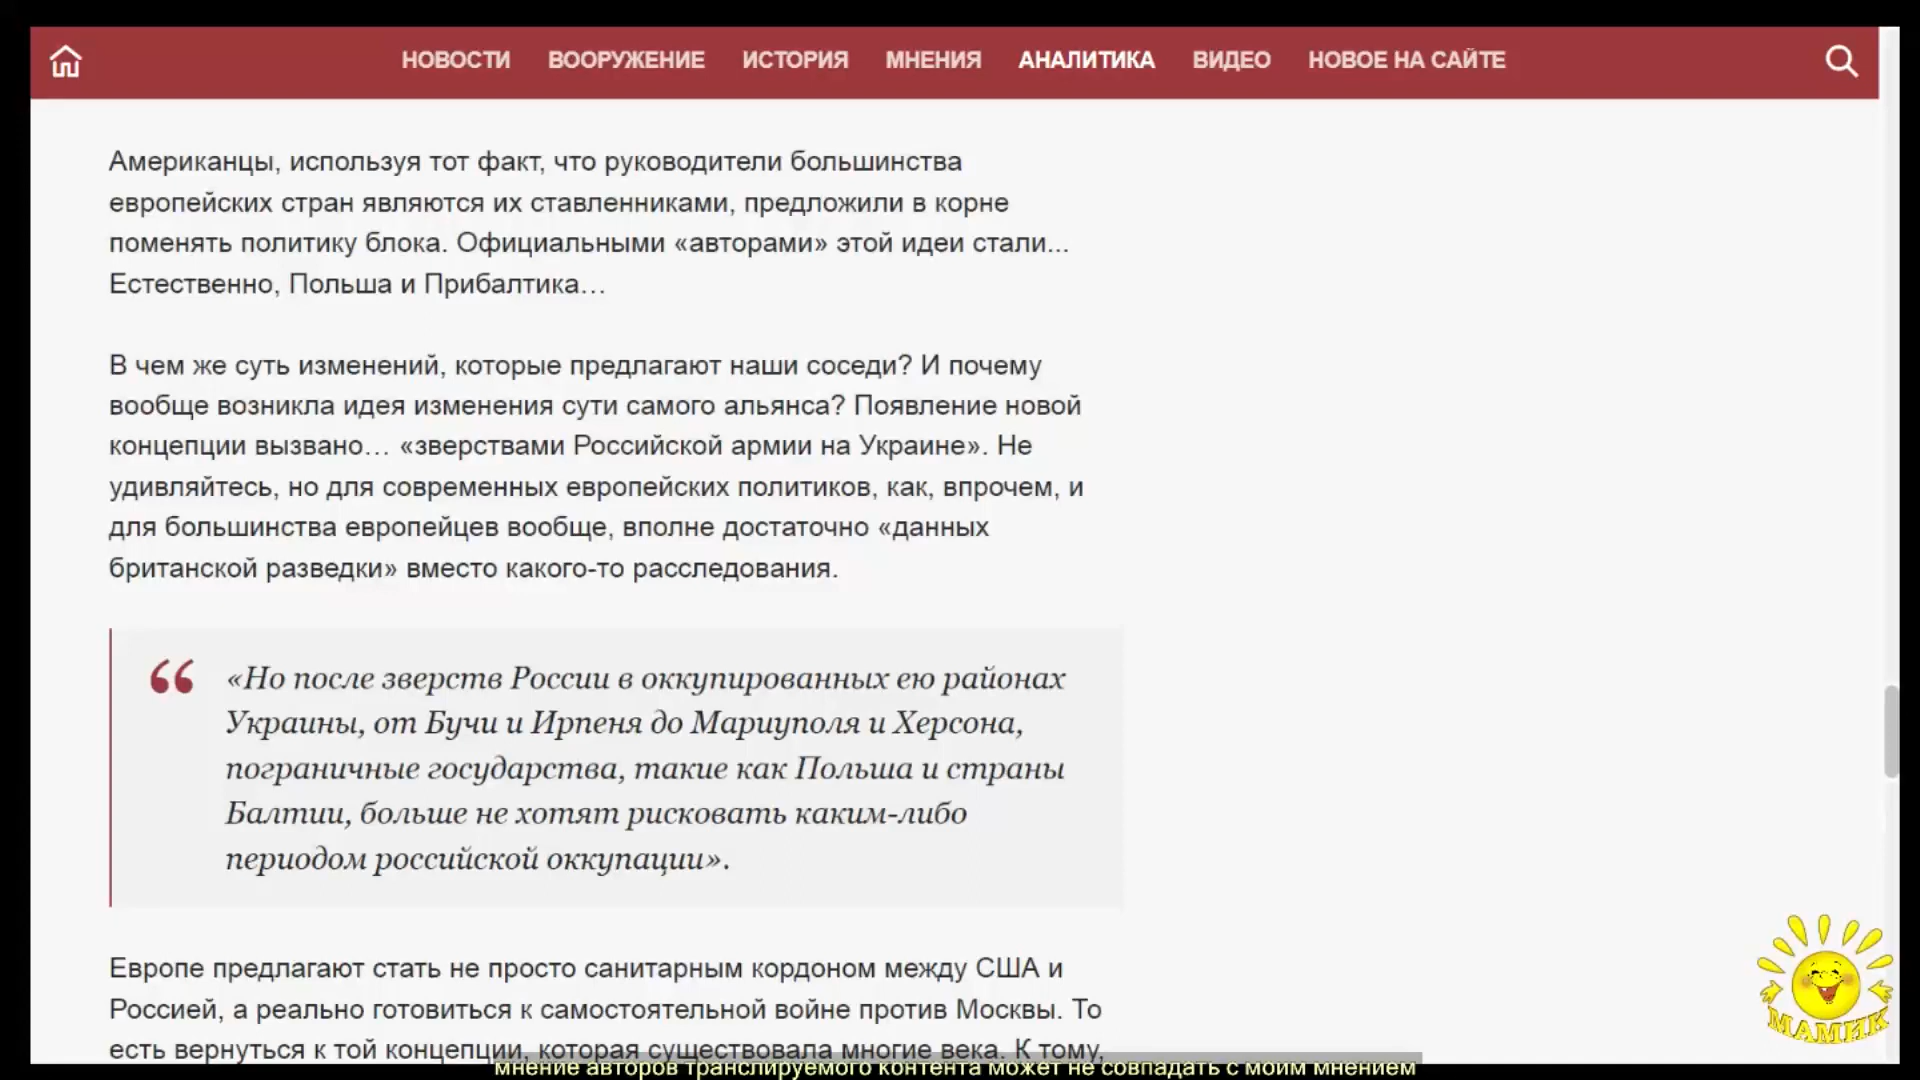 НОВОСТИ ВООРУЖЕНИЕ ИСТОРИЯ МНЕНИЯ АНАЛИТИКА ВИДЕО НОВОЕ НА САЙТЕ
Американцы, используя тот факт, что руководители большинства
европейских стран являются их ставленниками, предложили в корне
поменять политику блока. Официальными «авторами» этой идеи стали...
Естественно, Польша и Прибалтика…
В чем же суть изменений, которые предлагают наши соседи? И почему
вообще возникла идея изменения сути самого альянса? Появление новой
концепции вызвано… «зверствами Российской армии на Украине». Не
удивляйтесь, но для современных европейских политиков, как, впрочем, и
для большинства европейцев вообще, вполне достаточно «данных
британской разведки» вместо какого-то расследования.
«Но после зверств России в оккупированных ею районах
Украины, от Бучи и Ирпеня до Мариуполя и Херсона,
пограничные государства, такие как Польша и страны
Балтии, больше не хотят рисковать каким-либо
периодом российской оккупации».
Европе предлагают стать не просто санитарным кордоном между США и
Россией, а реально готовиться к самостоятельной войне против Москвы. То
есть вернуться к той концепции, которая существовала многие века. К тому,
мнение авторов транслируемого контента может не совпадать с моим мнением
МАМИК